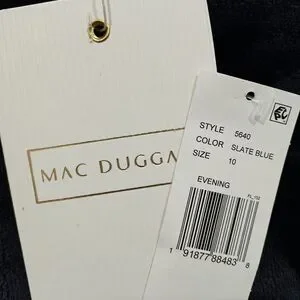 MAC DUGGA
STYLE 5640
COLOR SLATE BLUE
SIZE 10
EVENING
1 91877 88483 8